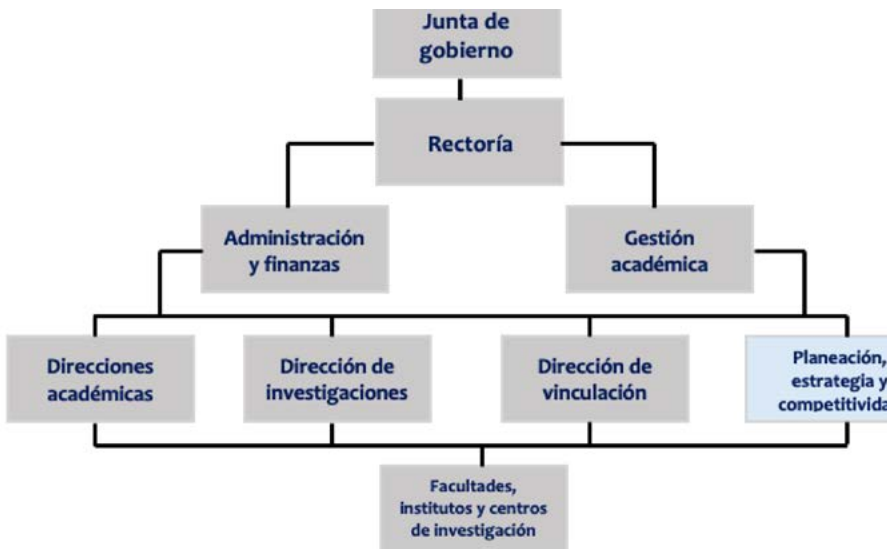 Junta de
gobierno
Rectoría
Administración
y finanzas
Gestión
académica
Direcciones
académicas
Dirección de
investigaciones
Dirección de
vinculación
Planeación,
estrategia y
competitivida
Facultades,
institutos y centros
de investigación